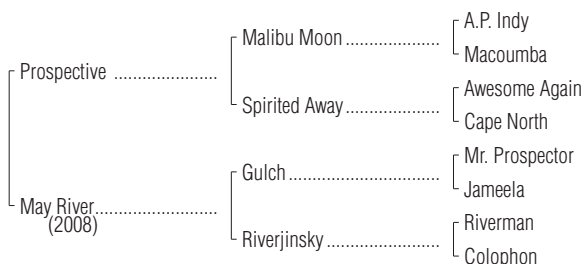 A.P. Indy
Malibu Moon ......................
Macoumba
Prospective ........................
Awesome Again
Spirited Away......................
Cape North
Mr. Prospector
Gulch ...................................
Jameela
May River............................
(2008)
Riverman
Riverjinsky..........................
Colophon